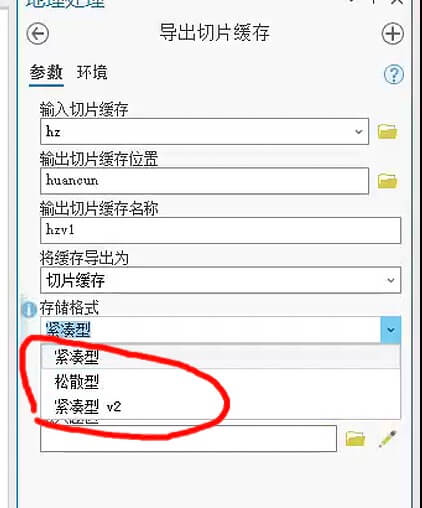 地理处理
导出切片缓存
参数 环境
输入切片缓存
hz
输出切片缓存位置
huancun
输出切片缓存名称
hzv1
将缓存导出为
切片缓存
存储格式
紧凑型
紧凑型
松散型
紧凑型 v2